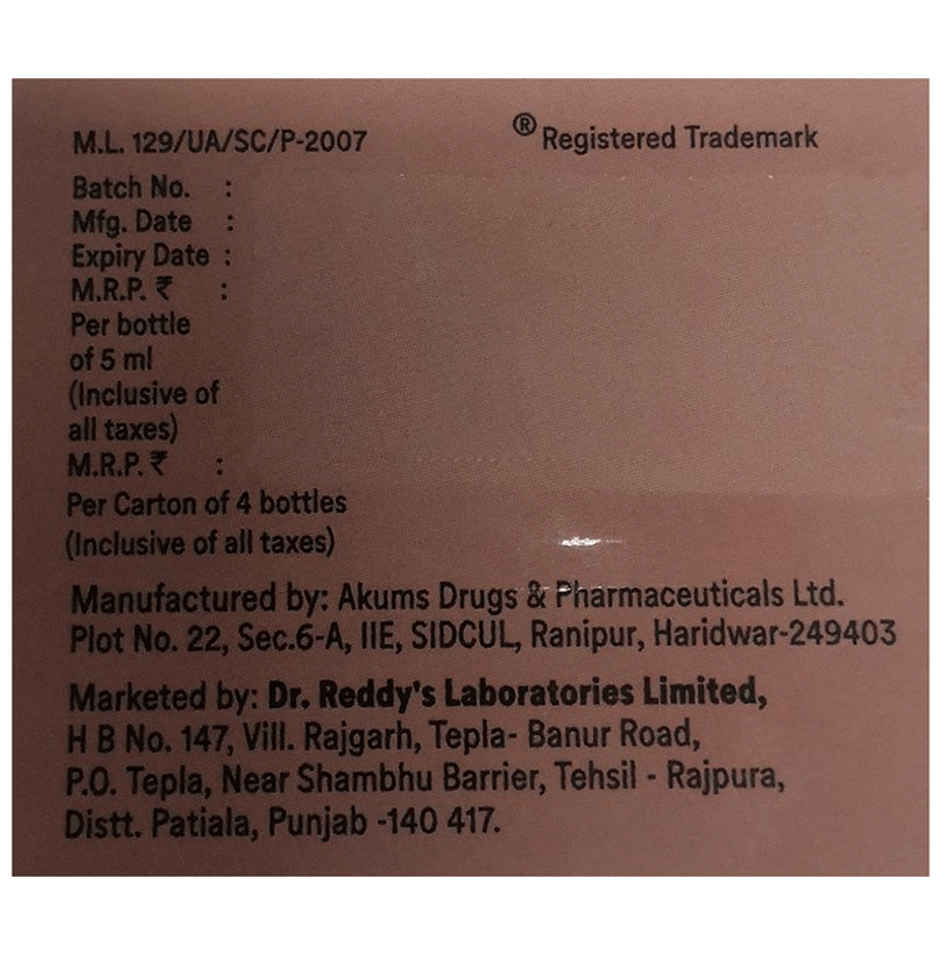 M.L. 129/UA/SC/P-2007
® Registered Trademark
Batch No. :
Mfg. Date :
Expiry Date :
M.R.P. ₹ :
Per bottle
of 5 ml
(Inclusive of
all taxes)
M.R.P. ₹ :
Per Carton of 4 bottles
(Inclusive of all taxes)
Manufactured by: Akums Drugs & Pharmaceuticals Ltd.
Plot No. 22, Sec.6-A, IIE, SIDCUL, Ranipur, Haridwar-249403
Marketed by: Dr. Reddy's Laboratories Limited,
H B No. 147, Vill. Rajgarh, Tepla- Banur Road,
P.O. Tepla, Near Shambhu Barrier, Tehsil - Rajpura,
Distt. Patiala, Punjab -140 417.